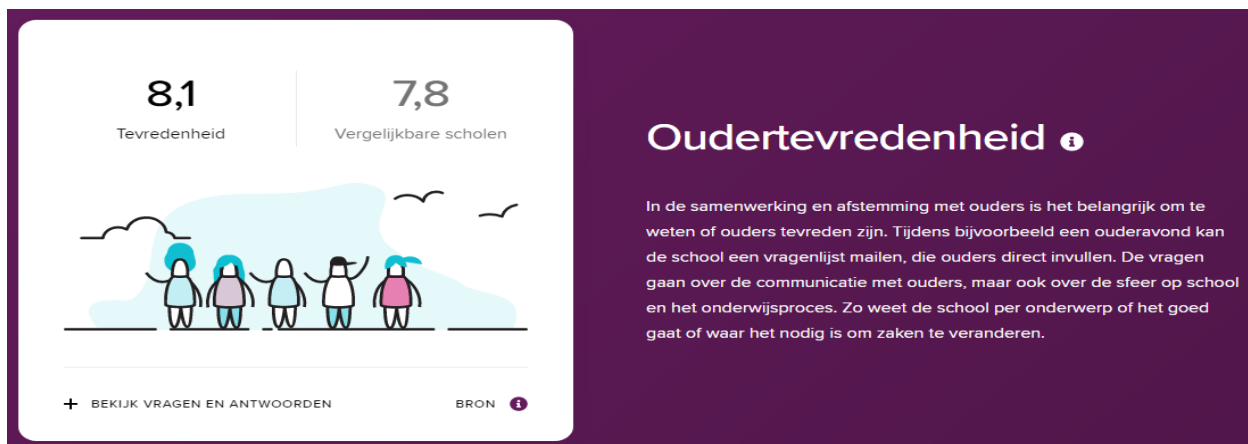 8,1
Tevredenheid
7,8
Vergelijkbare scholen
BEKIJK VRAGEN EN ANTWOORDEN
BRON
Oudertevredenheid
In de samenwerking en afstemming met ouders is het belangrijk om te
weten of ouders tevreden zijn. Tijdens bijvoorbeeld een ouderavond kan
de school een vragenlijst mailen, die ouders direct invullen. De vragen
gaan over de communicatie met ouders, maar ook over de sfeer op school
en het onderwijsproces. Zo weet de school per onderwerp of het goed
gaat of waar het nodig is om zaken te veranderen.